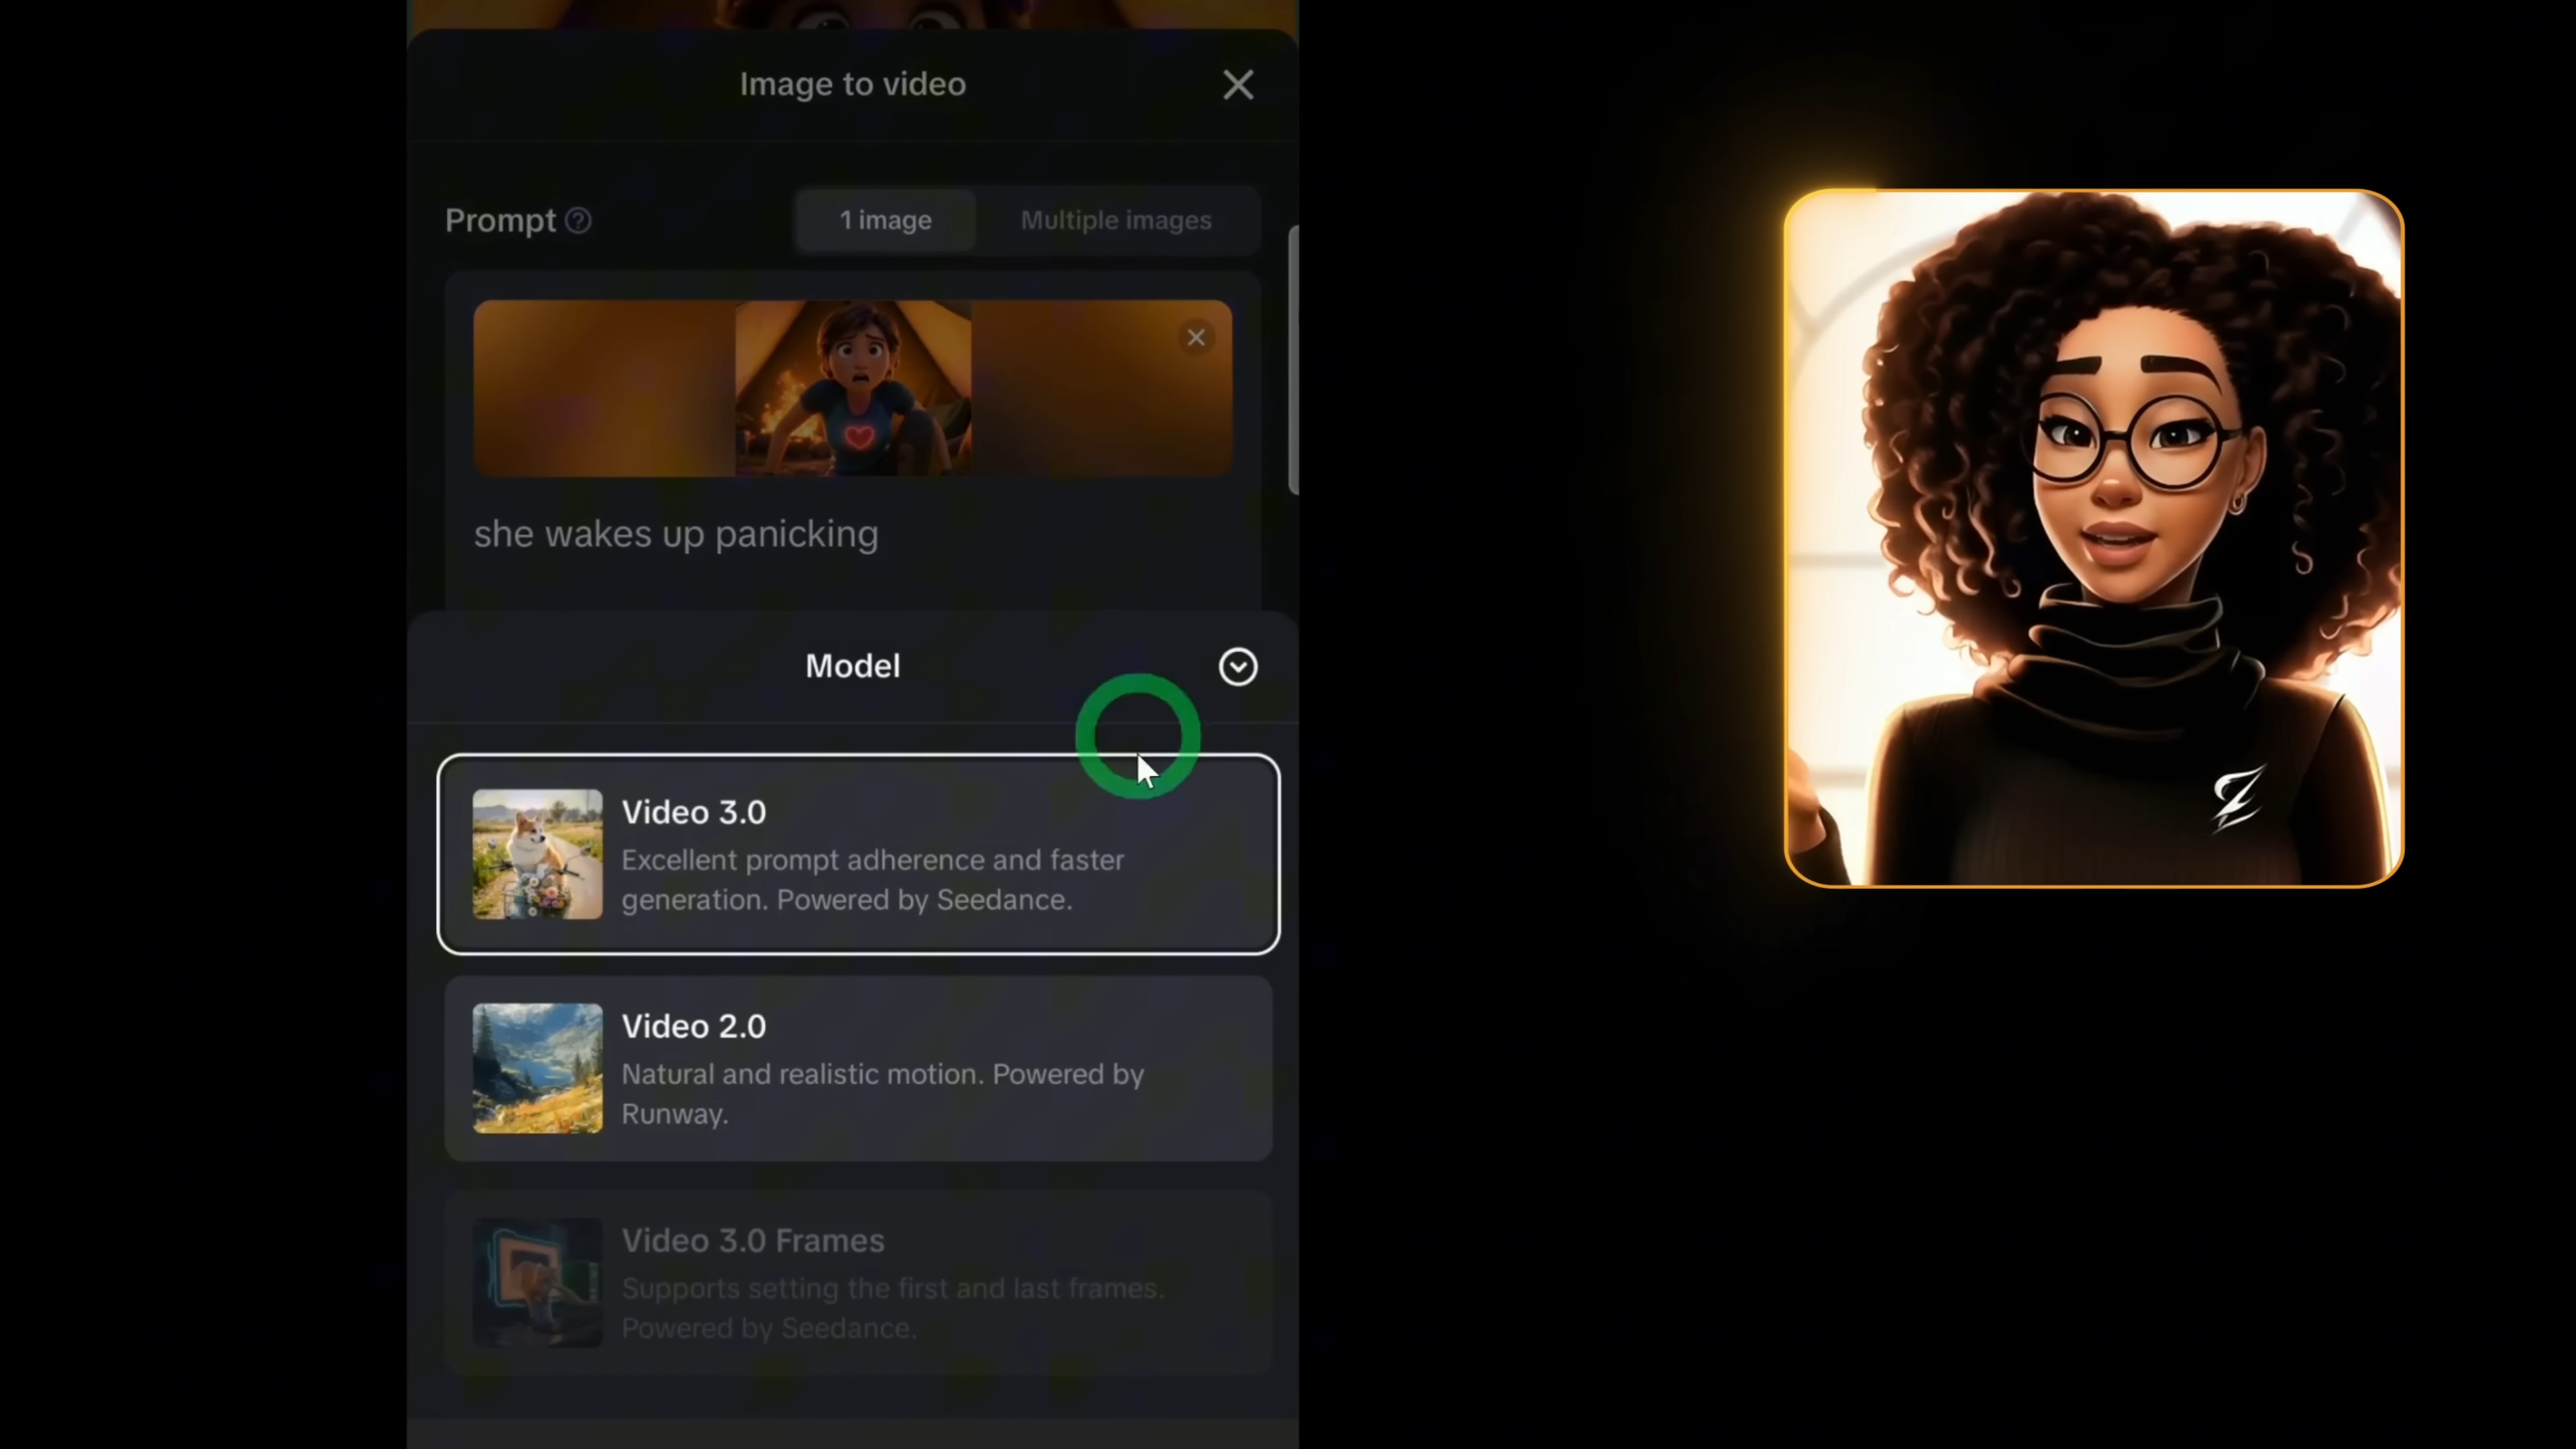 Image to video
Prompt
1 image
Multiple images
she wakes up panicking
Model
Video 3.0
Excellent prompt adherence and faster
generation. Powered by Seedance.
Video 2.0
Natural and realistic motion. Powered by
Runway.
Video 3.0 Frames
Supports setting the first and last frames.
Powered by Seedance.